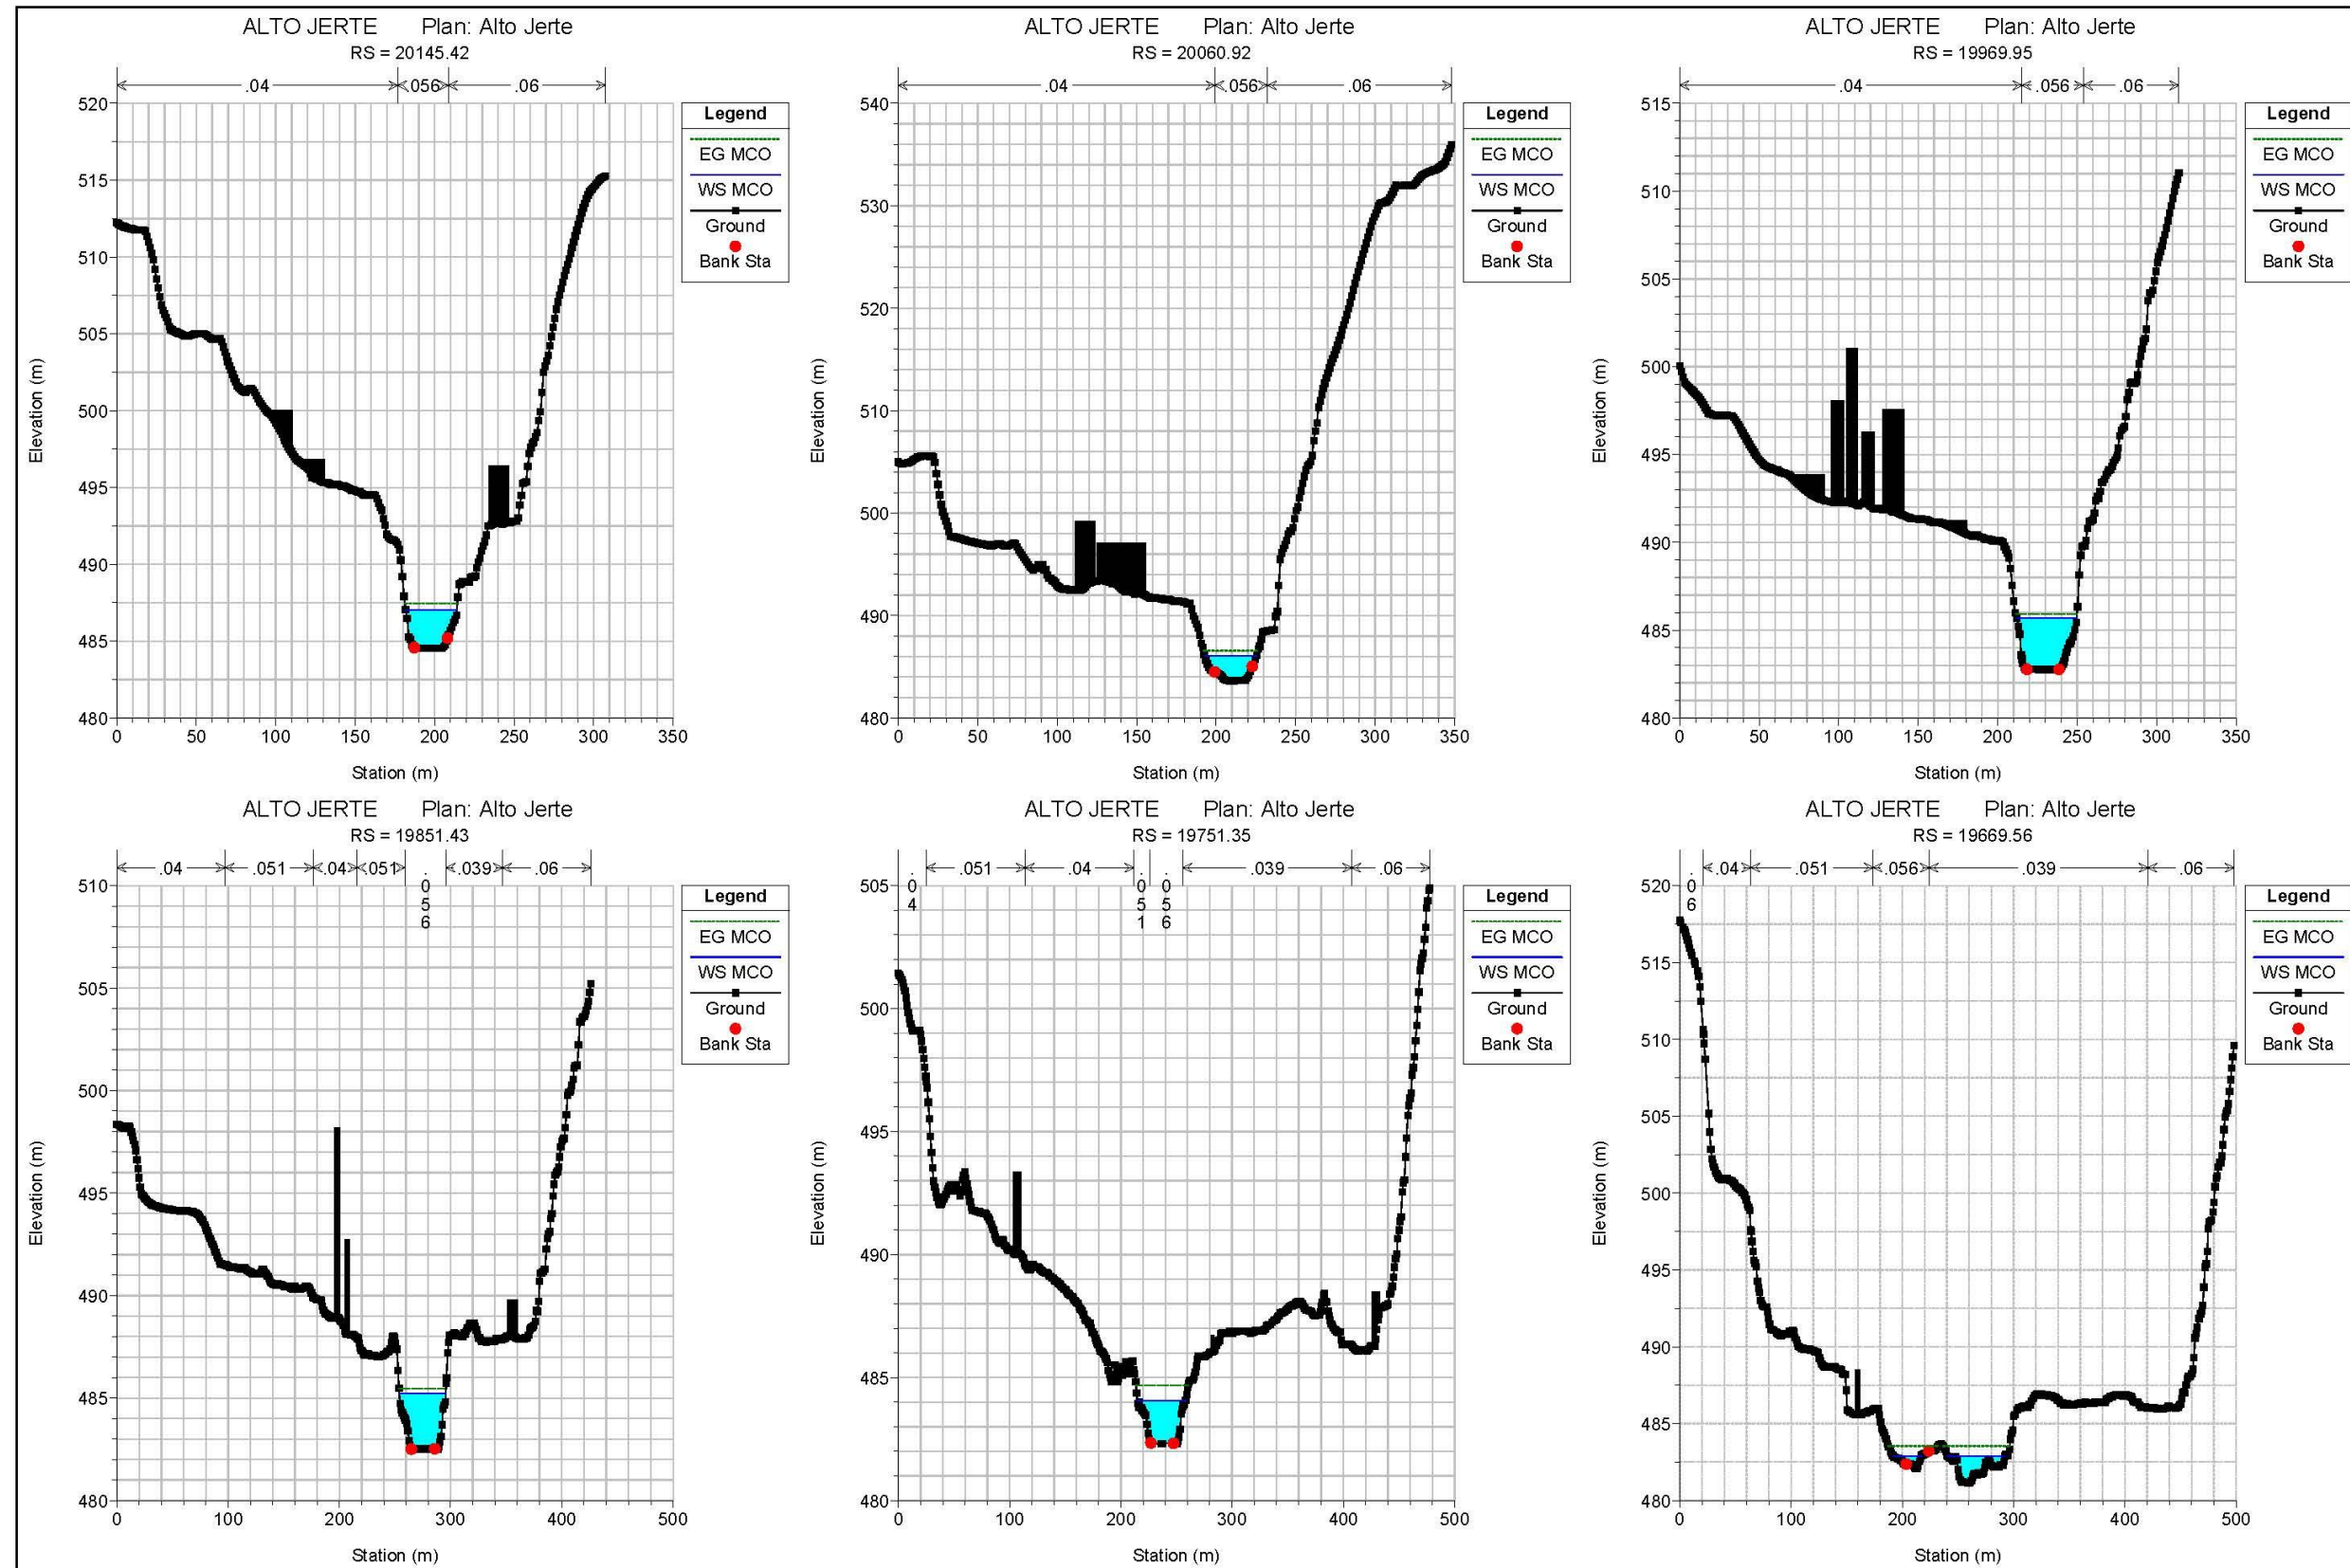 ALTO JERTE Plan: Alto Jerte
RS = 20145.42
.04 .056 .06
Legend
EG MCO
WS MCO
Ground
Bank Sta
520
515
510
505
500
495
490
485
480
Elevation (m)
0 50 100 150 200 250 300 350
Station (m)
ALTO JERTE Plan: Alto Jerte
RS = 20060.92
.04 .056 .06
Legend
EG MCO
WS MCO
Ground
Bank Sta
540
530
520
510
500
490
480
Elevation (m)
0 50 100 150 200 250 300 350
Station (m)
ALTO JERTE Plan: Alto Jerte
RS = 19969.95
.04 .056 .06
Legend
EG MCO
WS MCO
Ground
Bank Sta
515
510
505
500
495
490
485
480
Elevation (m)
0 50 100 150 200 250 300 350
Station (m)
ALTO JERTE Plan: Alto Jerte
RS = 19851.43
.04 .051 .04 .051 .056 .039 .06
Legend
EG MCO
WS MCO
Ground
Bank Sta
510
505
500
495
490
485
480
Elevation (m)
0 100 200 300 400 500
Station (m)
ALTO JERTE Plan: Alto Jerte
RS = 19751.35
.04 .051 .04 .051 .056 .039 .06
Legend
EG MCO
WS MCO
Ground
Bank Sta
505
500
495
490
485
480
Elevation (m)
0 100 200 300 400 500
Station (m)
ALTO JERTE Plan: Alto Jerte
RS = 19669.56
.06 .04 .051 .056 .039 .06
Legend
EG MCO
WS MCO
Ground
Bank Sta
520
515
510
505
500
495
490
485
480
Elevation (m)
0 100 200 300 400 500
Station (m)